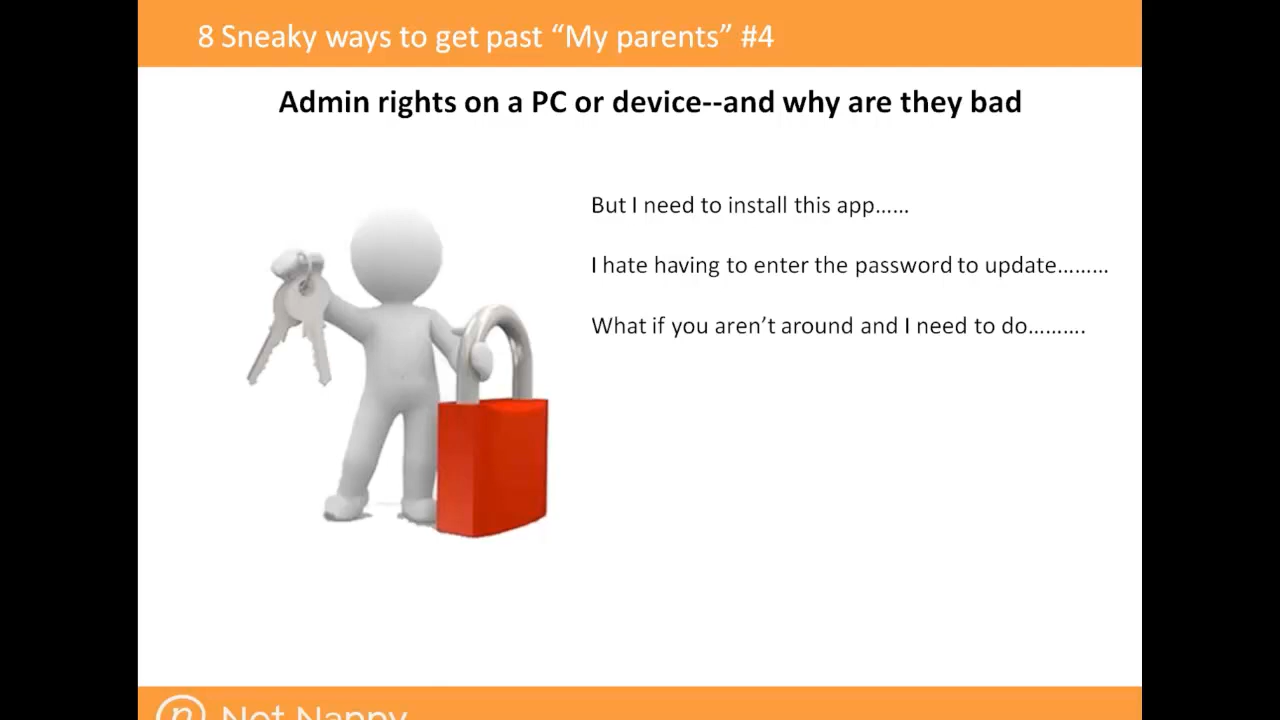 8 Sneaky ways to get past “My parents” #4
Admin rights on a PC or device--and why are they bad
But I need to install this app......
I hate having to enter the password to update.........
What if you aren’t around and I need to do..........
n Net Nanny